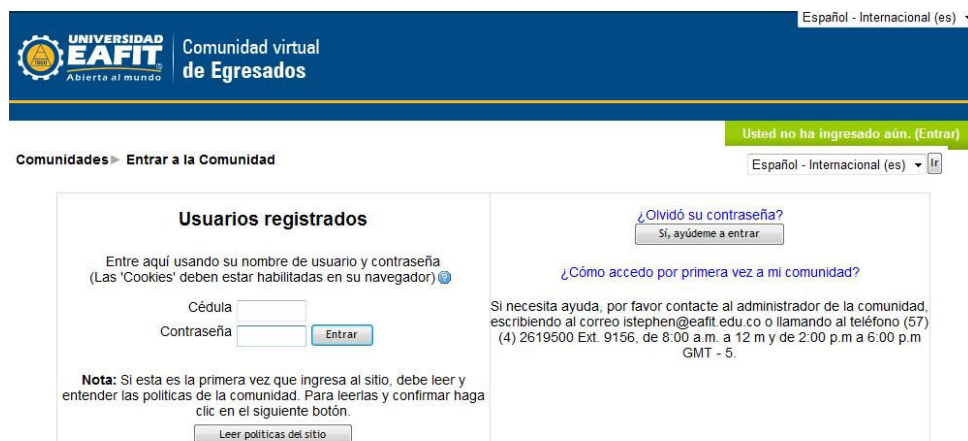 Español - Internacional (es)
UNIVERSIDAD
EAFIT
Abierta al mundo
Comunidad virtual
de Egresados
Usted no ha ingresado aún. (Entrar)
Comunidades ▶ Entrar a la Comunidad
Español - Internacional (es)
Ir
Usuarios registrados
Entre aquí usando su nombre de usuario y contraseña
(Las 'Cookies' deben estar habilitadas en su navegador)
Cédula
Contraseña
Entrar
Nota: Si esta es la primera vez que ingresa al sitio, debe leer y
entender las politicas de la comunidad. Para leerlas y confirmar haga
clic en el siguiente botón.
Leer politicas del sitio
¿Olvidó su contraseña?
Sí, ayúdeme a entrar
¿Cómo accedo por primera vez a mi comunidad?
Si necesita ayuda, por favor contacte al administrador de la comunidad,
escribiendo al correo istephen@eafit.edu.co o llamando al teléfono (57)
(4) 2619500 Ext. 9156, de 8:00 a.m. a 12 m y de 2:00 p.m a 6:00 p.m
GMT - 5.